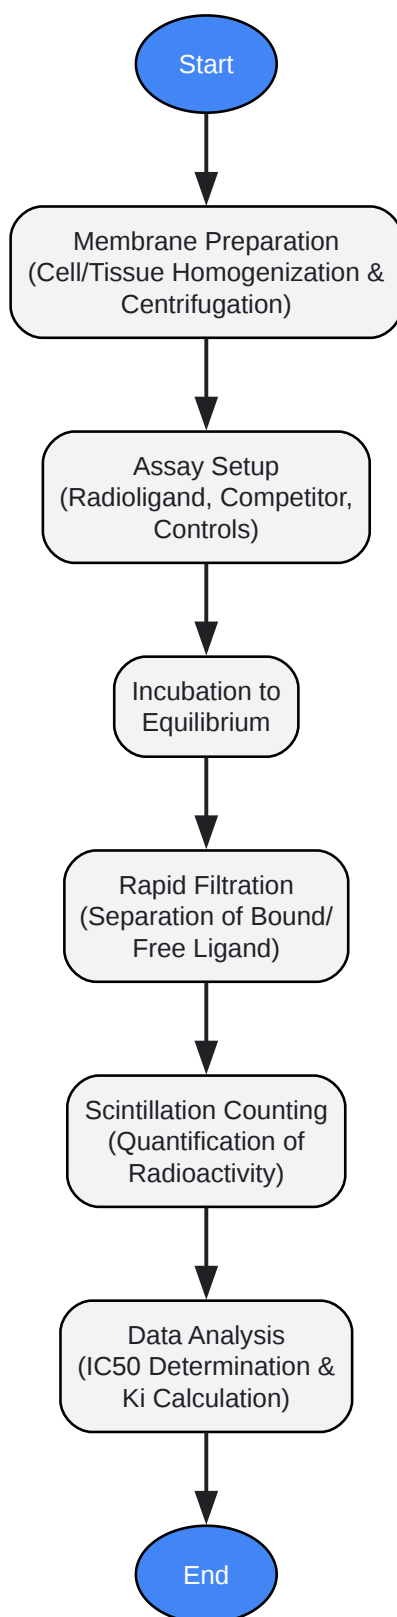 Start
Membrane Preparation
(Cell/Tissue Homogenization &
Centrifugation)
Assay Setup
(Radioligand, Competitor,
Controls)
Incubation to
Equilibrium
Rapid Filtration
(Separation of Bound/
Free Ligand)
Scintillation Counting
(Quantification of
Radioactivity)
Data Analysis
(IC50 Determination &
Ki Calculation)
End